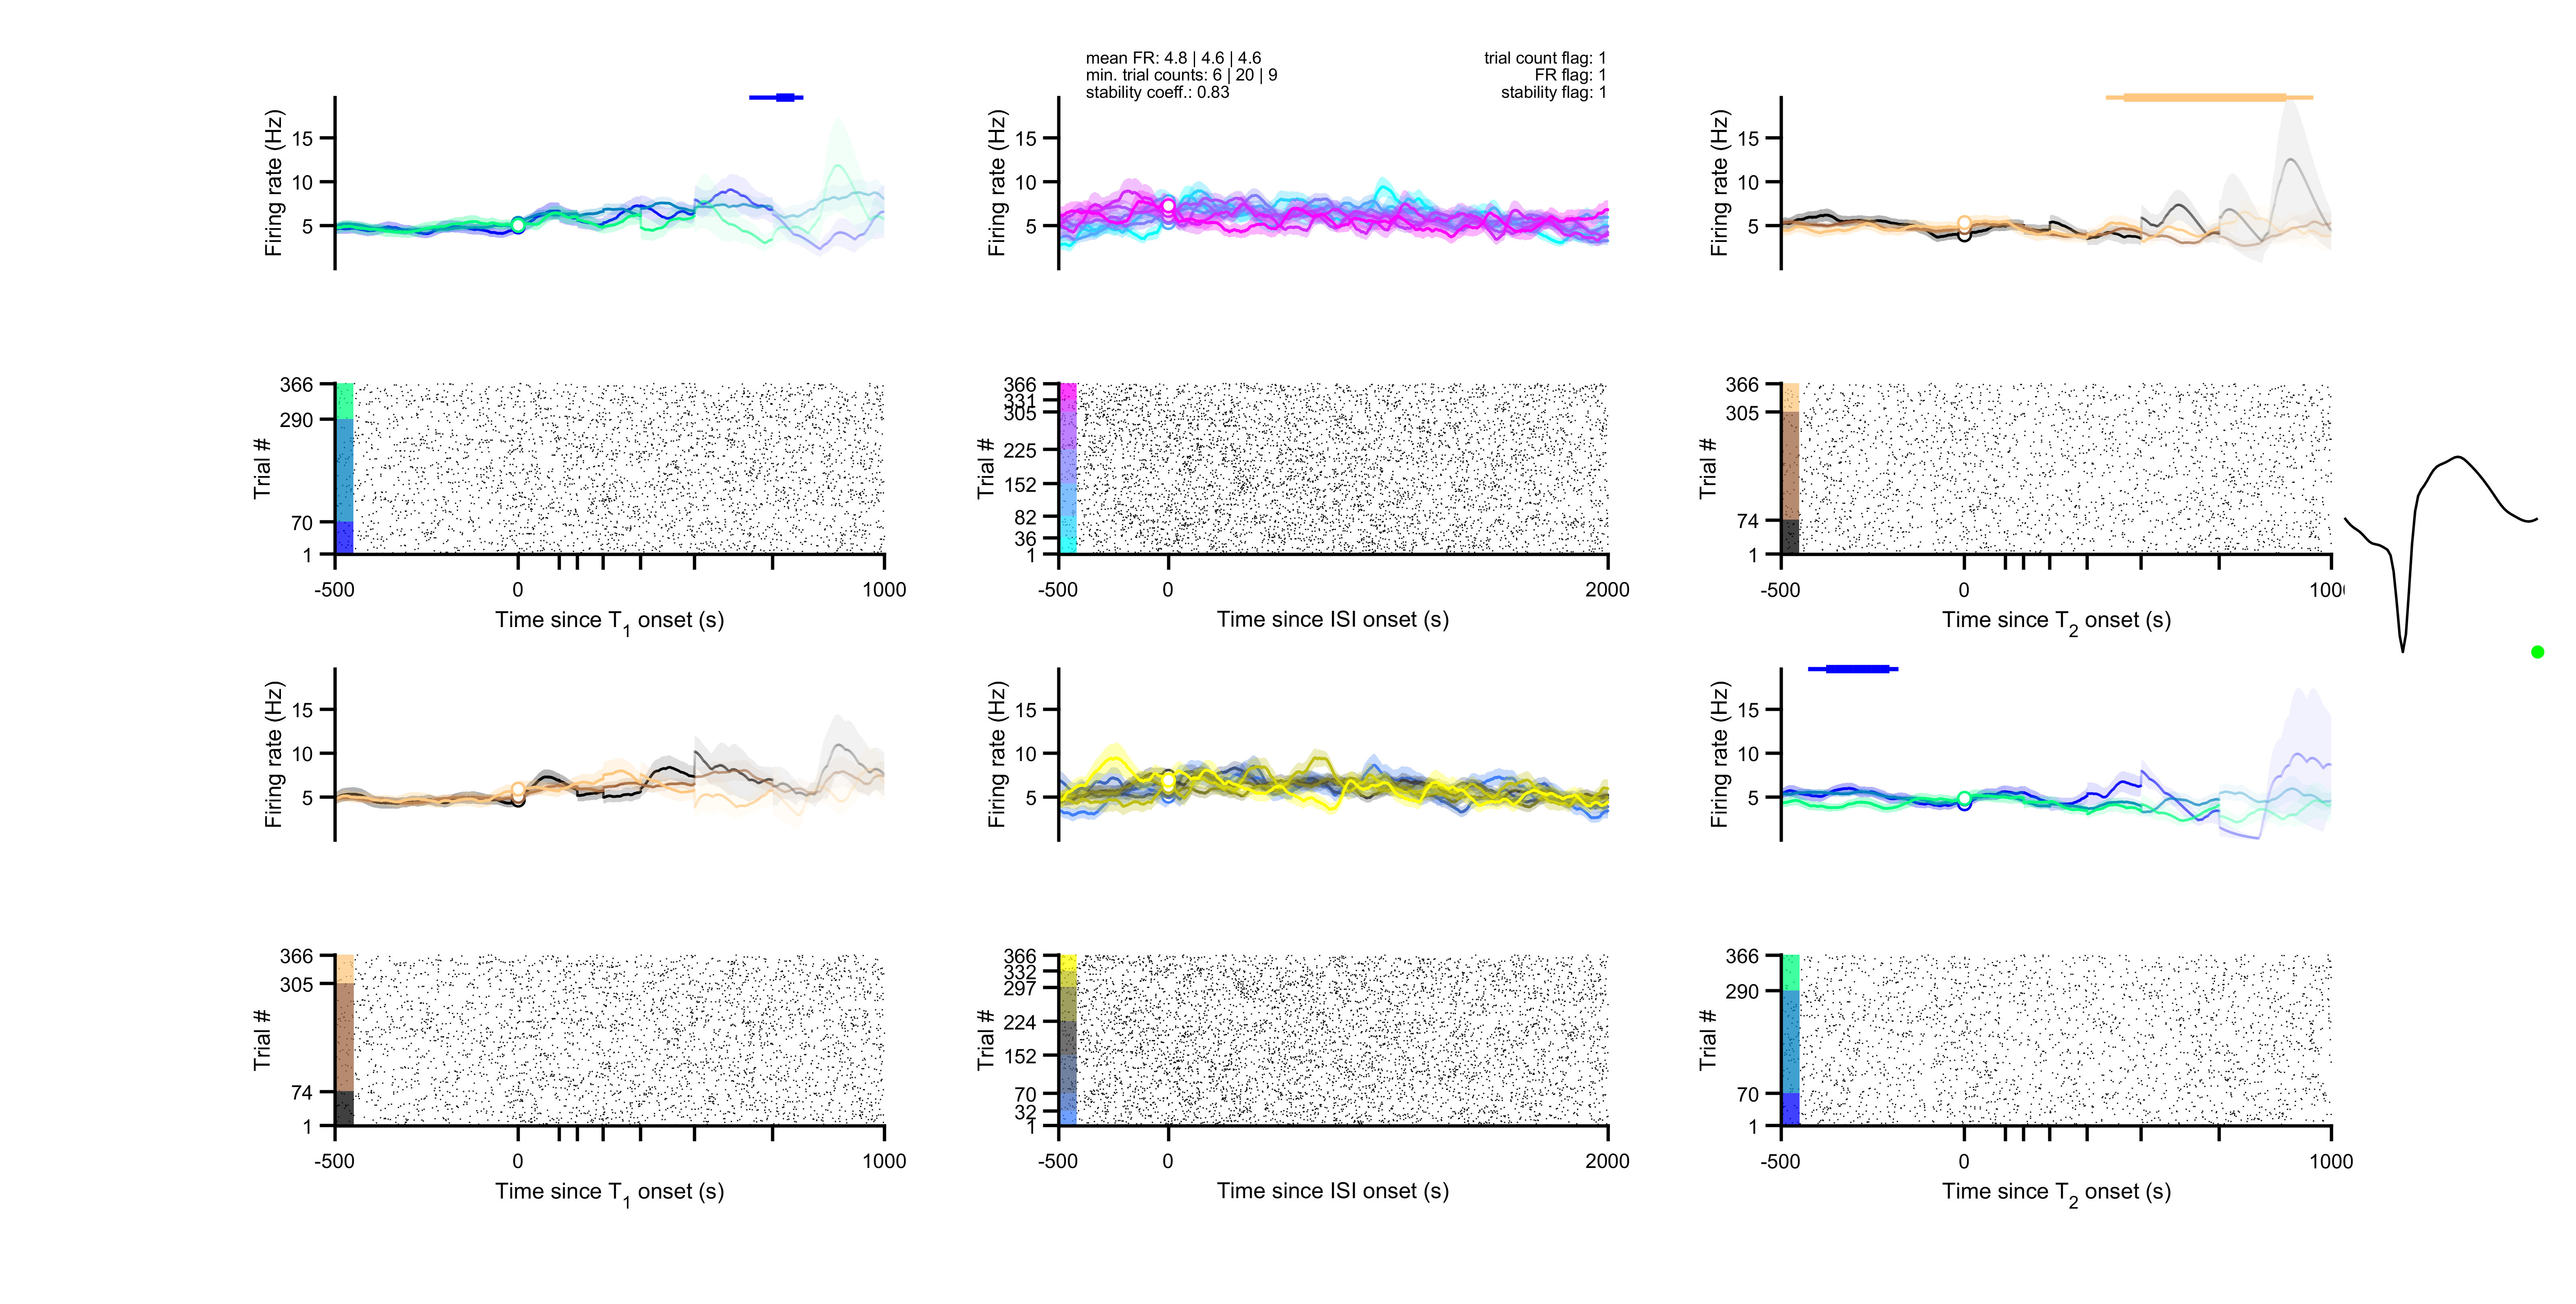 mean FR: 4.8 | 4.6 | 4.6
min. trial counts: 6 | 20 | 9
stability coeff.: 0.83
trial count flag: 1
FR flag: 1
stability flag: 1
Firing rate (Hz)
15
10
5
Firing rate (Hz)
15
10
5
Firing rate (Hz)
15
10
5
Trial #
366
290
70
1
-500
0
1000
Time since T1 onset (s)
Trial #
366
331
305
225
152
82
36
1
-500
0
2000
Time since ISI onset (s)
Trial #
366
305
74
1
-500
0
100
Time since T2 onset (s)
Firing rate (Hz)
15
10
5
Firing rate (Hz)
15
10
5
Firing rate (Hz)
15
10
5
Trial #
366
305
74
1
-500
0
1000
Time since T1 onset (s)
Trial #
366
332
297
224
152
70
32
1
-500
0
2000
Time since ISI onset (s)
Trial #
366
290
70
1
-500
0
1000
Time since T2 onset (s)